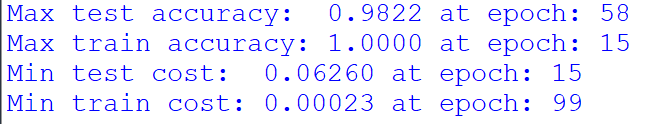 Max test accuracy:  0.9822 at epoch: 58
Max train accuracy: 1.0000 at epoch: 15
Min test cost:  0.06260 at epoch: 15
Min train cost: 0.00023 at epoch: 99